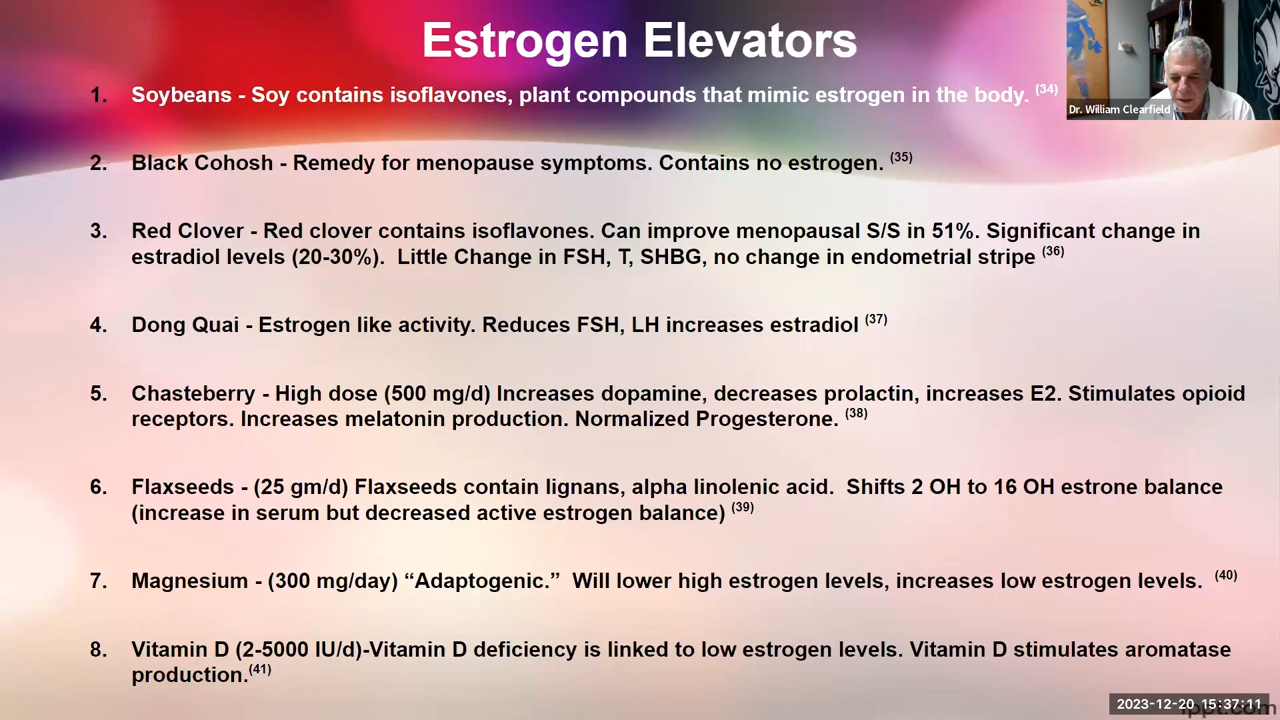 Estrogen Elevators
1. Soybeans - Soy contains isoflavones, plant compounds that mimic estrogen in the body. (34)
Dr. William Clearfield
2. Black Cohosh - Remedy for menopause symptoms. Contains no estrogen. (35)
3. Red Clover - Red clover contains isoflavones. Can improve menopausal S/S in 51%. Significant change in
estradiol levels (20-30%). Little Change in FSH, T, SHBG, no change in endometrial stripe (36)
4. Dong Quai - Estrogen like activity. Reduces FSH, LH increases estradiol (37)
5. Chasteberry - High dose (500 mg/d) Increases dopamine, decreases prolactin, increases E2. Stimulates opioid
receptors. Increases melatonin production. Normalized Progesterone. (38)
6. Flaxseeds - (25 gm/d) Flaxseeds contain lignans, alpha linolenic acid. Shifts 2 OH to 16 OH estrone balance
(increase in serum but decreased active estrogen balance) (39)
7. Magnesium - (300 mg/day) “Adaptogenic.” Will lower high estrogen levels, increases low estrogen levels. (40)
8. Vitamin D (2-5000 IU/d)-Vitamin D deficiency is linked to low estrogen levels. Vitamin D stimulates aromatase
production.(41)
2023-12-20 15:37:11